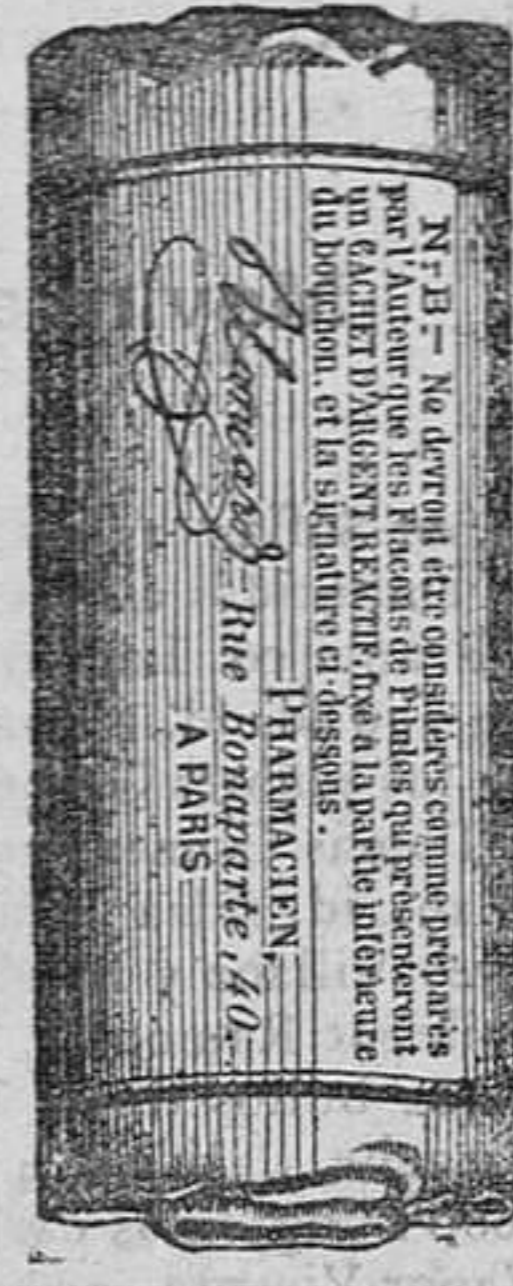 N.-B.- Ne devront être considérés comme préparés
par l'Auteur que les Flacons de Pilules qui présenteront
un CACHET D'ARGENT RÉACTIF, fixé à la partie inférieure
du bouchon, et la signature ci-dessous.
PHARMACIEN,
Rue Bonaparte, 40.
A PARIS